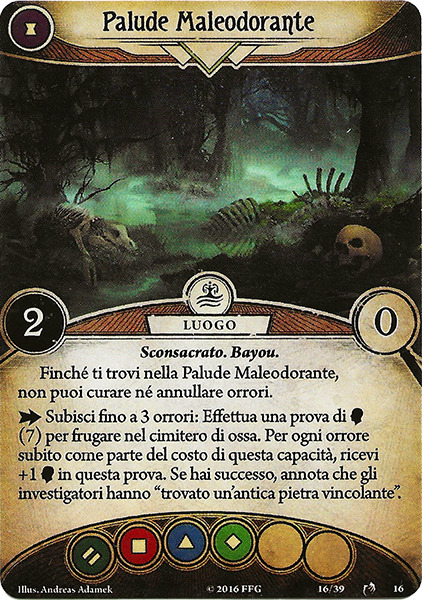 Palude Maleodorante
2
0
LUOGO
Sconsacrato. Bayou.
Finché ti trovi nella Palude Maleodorante,
non puoi curare né annullare orrori.
Subisci fino a 3 orrori: Effettua una prova di
(7) per frugare nel cimitero di ossa. Per ogni orrore
subito come parte del costo di questa capacità, ricevi
+1 in questa prova. Se hai successo, annota che gli
investigatori hanno “trovato un’antica pietra vincolante”.
Illus. Andreas Adamek © 2016 FFG 16/39 16